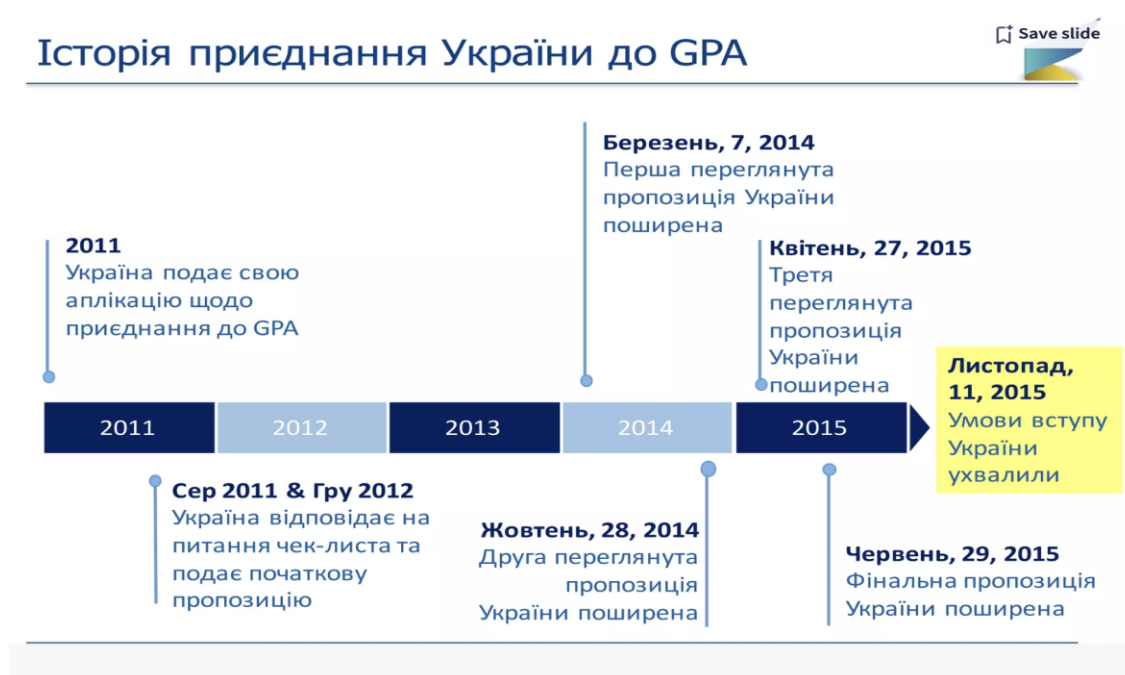 Історія приєднання України до GPA
Save slide
Березень, 7, 2014
Перша переглянута
пропозиція України
поширена
2011
Україна подає свою
аплікацію щодо
приєднання до GPA
Квітень, 27, 2015
Третя
переглянута
пропозиція
України
поширена
Листопад,
11, 2015
Умови вступу
України
ухвалили
2011
2012
2013
2014
2015
Сер 2011 & Гру 2012
Україна відповідає на
питання чек-листа та
подає початкову
пропозицію
Жовтень, 28, 2014
Друга переглянута
пропозиція
України поширена
Червень, 29, 2015
Фінальна пропозиція
України поширена